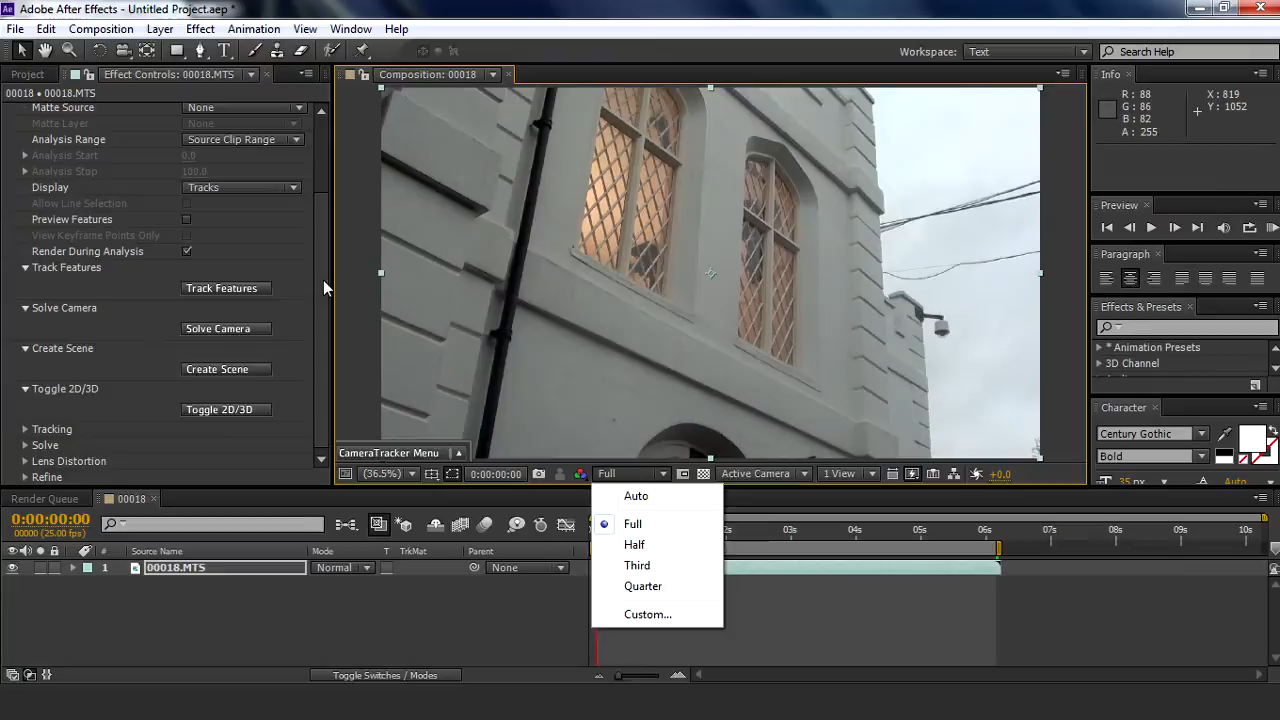 Adobe After Effects - Untitled Project.aep *
File Edit Composition Layer Effect Animation View Window Help
Workspace: Text Search Help
Project Effect Controls: 00018.MTS
Composition: 00018
Info
00018 • 00018.MTS
Matte Source None
Matte Layer None
Analysis Range Source Clip Range
Analysis Start 0.0
Analysis Stop 100.0
Display Tracks
Allow Line Selection
Preview Features
View Keyframe Points Only
Render During Analysis
Track Features
Track Features
Solve Camera
Solve Camera
Create Scene
Create Scene
Toggle 2D/3D
Toggle 2D/3D
Tracking
Solve
Lens Distortion
Refine
CameraTracker Menu
(36.5%) 0:00:00:00 Full Active Camera 1 View +0.0
R: 88 X: 819
G: 86 Y: 1052
B: 82
A: 255
Preview
Paragraph
Effects & Presets
* Animation Presets
3D Channel
Character
Century Gothic
Bold
35 px Auto
Auto
Full
Half
Third
Quarter
Custom...
Render Queue 00018
0:00:00:00
00000 (25.00 fps)
03s 04s 05s 06s 07s 08s 09s 10s
# Source Name Mode T TrkMat Parent
1 00018.MTS Normal None
Toggle Switches / Modes